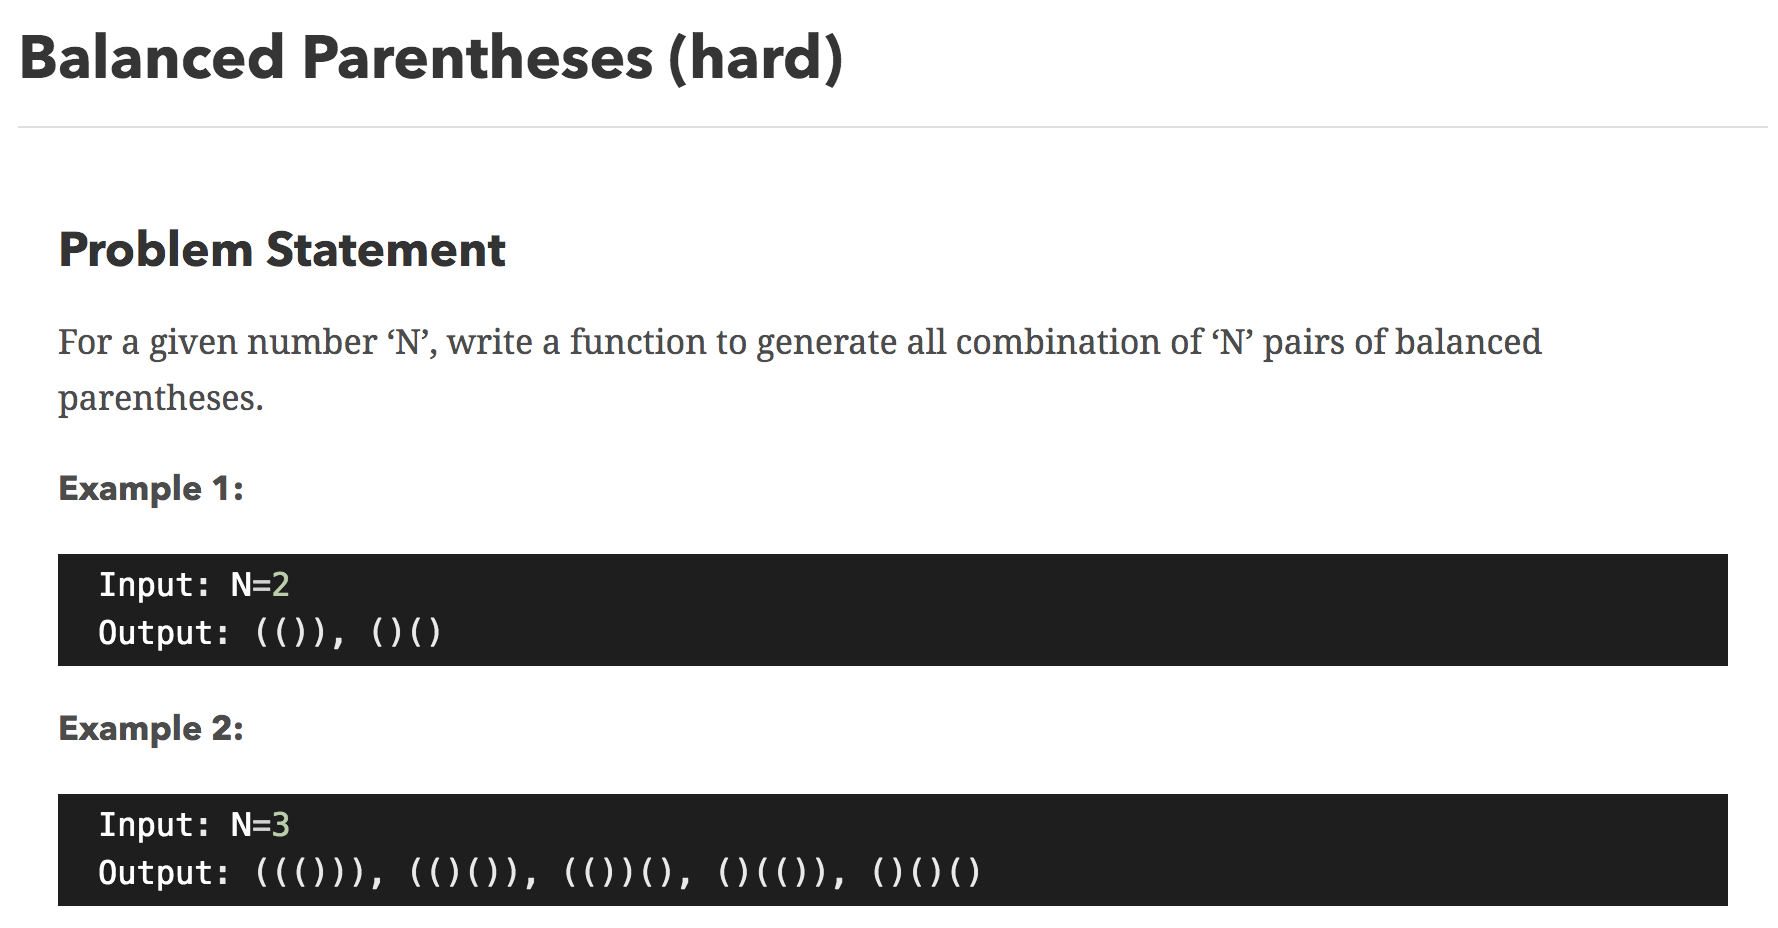 Balanced Parentheses (hard)
Problem Statement
For a given number ‘N’, write a function to generate all combination of ‘N’ pairs of balanced
parentheses.
Example 1:
Input: N=2
Output: (()), ()()
Example 2:
Input: N=3
Output: ((())), (()()), (())(), ()(()), ()()()